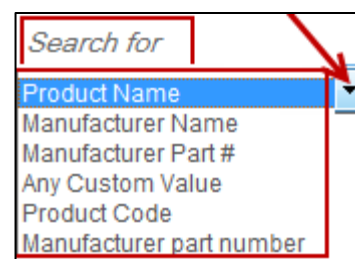 Search for
Product Name
Manufacturer Name
Manufacturer Part #
Any Custom Value
Product Code
Manufacturer part number